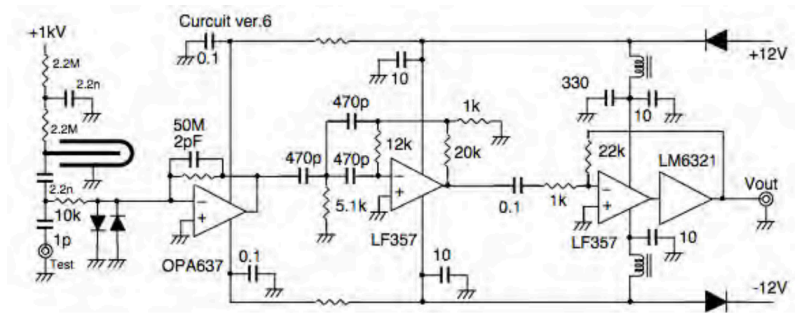 Curcuit ver.6
+1kV
2.2M
2.2n
2.2M
2.2n
10k
1p
Test
50M
2pF
0.1
OPA637
0.1
470p
470p
470p
5.1k
12k
10
1k
20k
LF357
10
0.1
1k
330
10
22k
LM6321
LF357
10
Vout
+12V
-12V